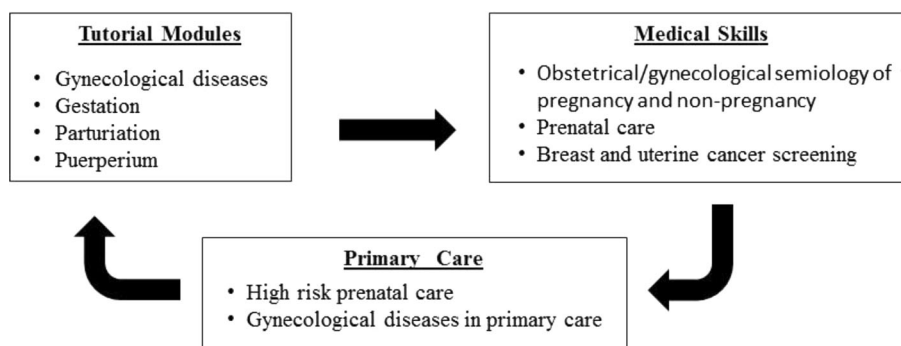 Tutorial Modules
• Gynecological diseases
• Gestation
• Parturiation
• Puerperium
Medical Skills
• Obstetrical/gynecological semiology of
pregnancy and non-pregnancy
• Prenatal care
• Breast and uterine cancer screening
Primary Care
• High risk prenatal care
• Gynecological diseases in primary care